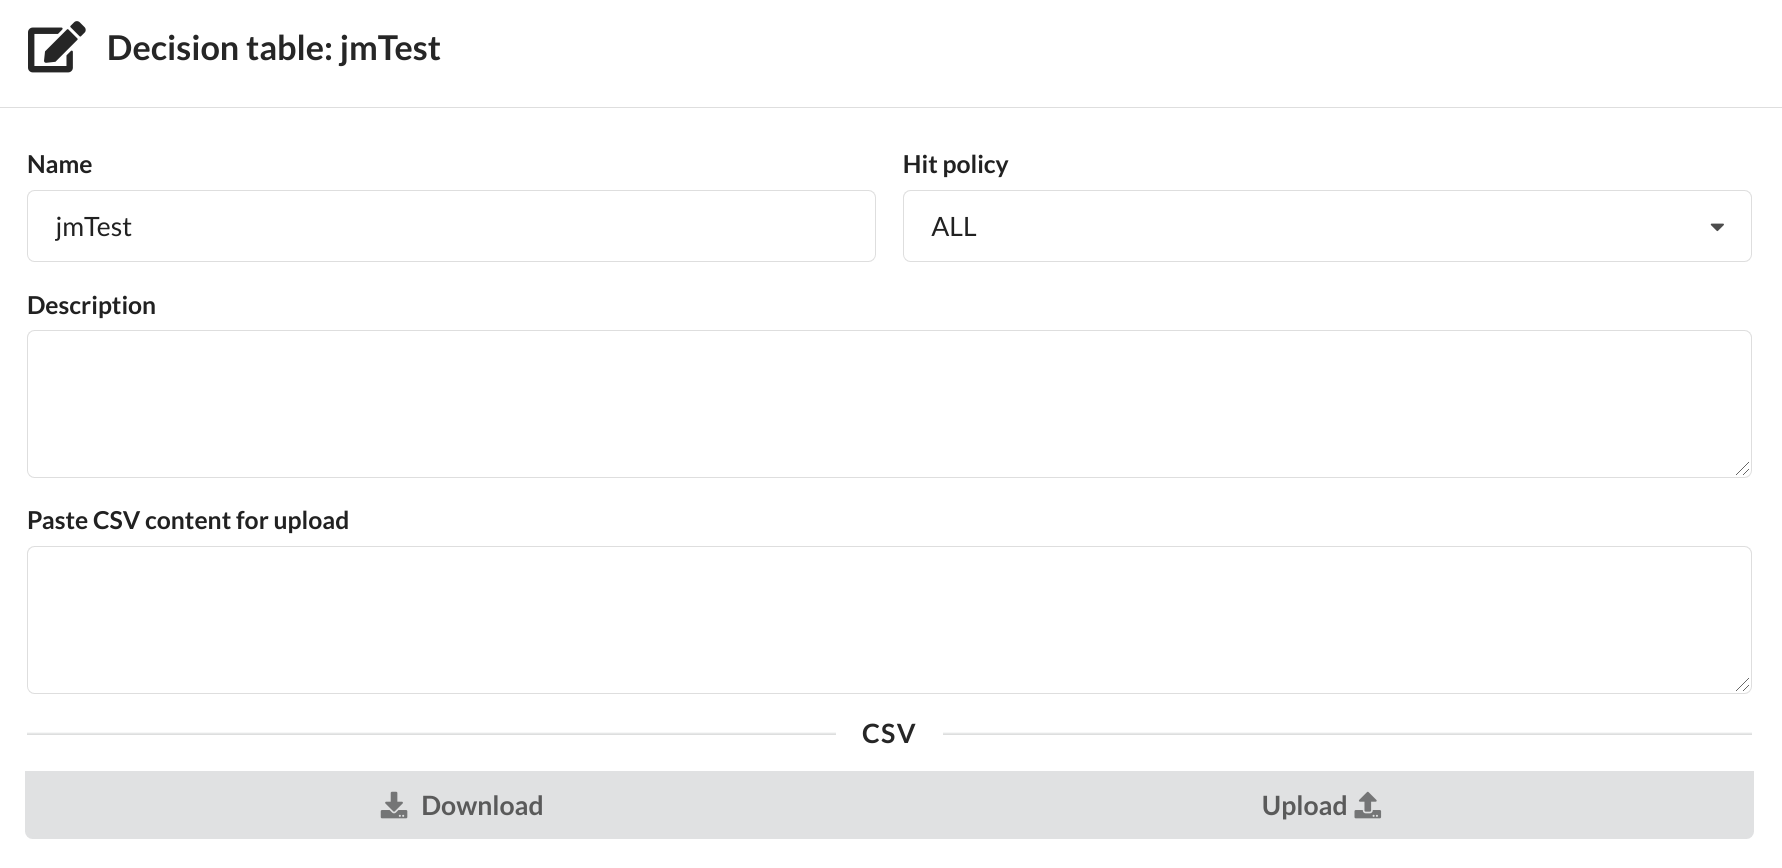 Decision table: jmTest
Name
Hit policy
jmTest
ALL
Description
Paste CSV content for upload
CSV
Download
Upload